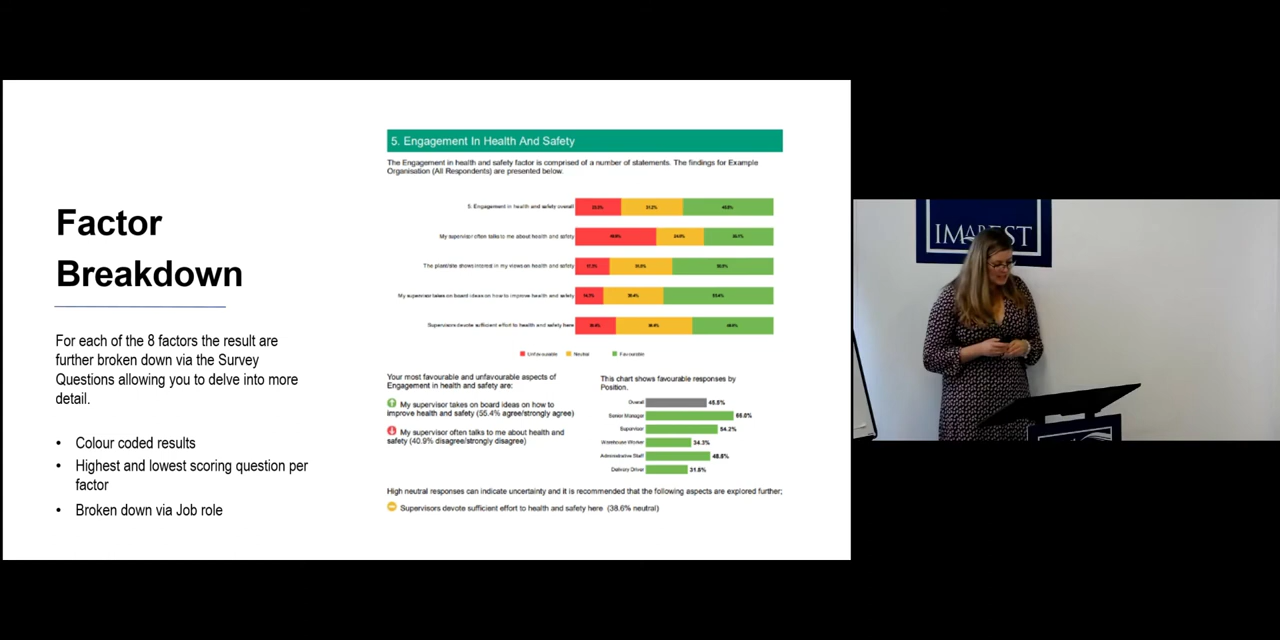 Factor
Breakdown
For each of the 8 factors the result are
further broken down via the Survey
Questions allowing you to delve into more
detail.
• Colour coded results
• Highest and lowest scoring question per
factor
• Broken down via Job role
5. Engagement In Health And Safety
The Engagement in health and safety factor is comprised of a number of statements. The findings for Example
Organisation (All Respondents) are presented below.
5. Engagement in health and safety overall
My supervisor often talks to me about health and safety
The plant/site shows interest in my views on health and safety
My supervisor takes on board ideas on how to improve health and safety
55.4%
Supervisors devote sufficient effort to health and safety here
Unfavourable Neutral Favourable
Your most favourable and unfavourable aspects of
Engagement in health and safety are:
My supervisor takes on board ideas on how to
improve health and safety (55.4% agree/strongly agree)
My supervisor often talks to me about health and
safety (40.9% disagree/strongly disagree)
This chart shows favourable responses by
Position.
Overall
Senior Manager
Supervisor 54.2%
Warehouse Worker 34.3%
Administrative Staff
Delivery Driver
High neutral responses can indicate uncertainty and it is recommended that the following aspects are explored further;
Supervisors devote sufficient effort to health and safety here (38.6% neutral)